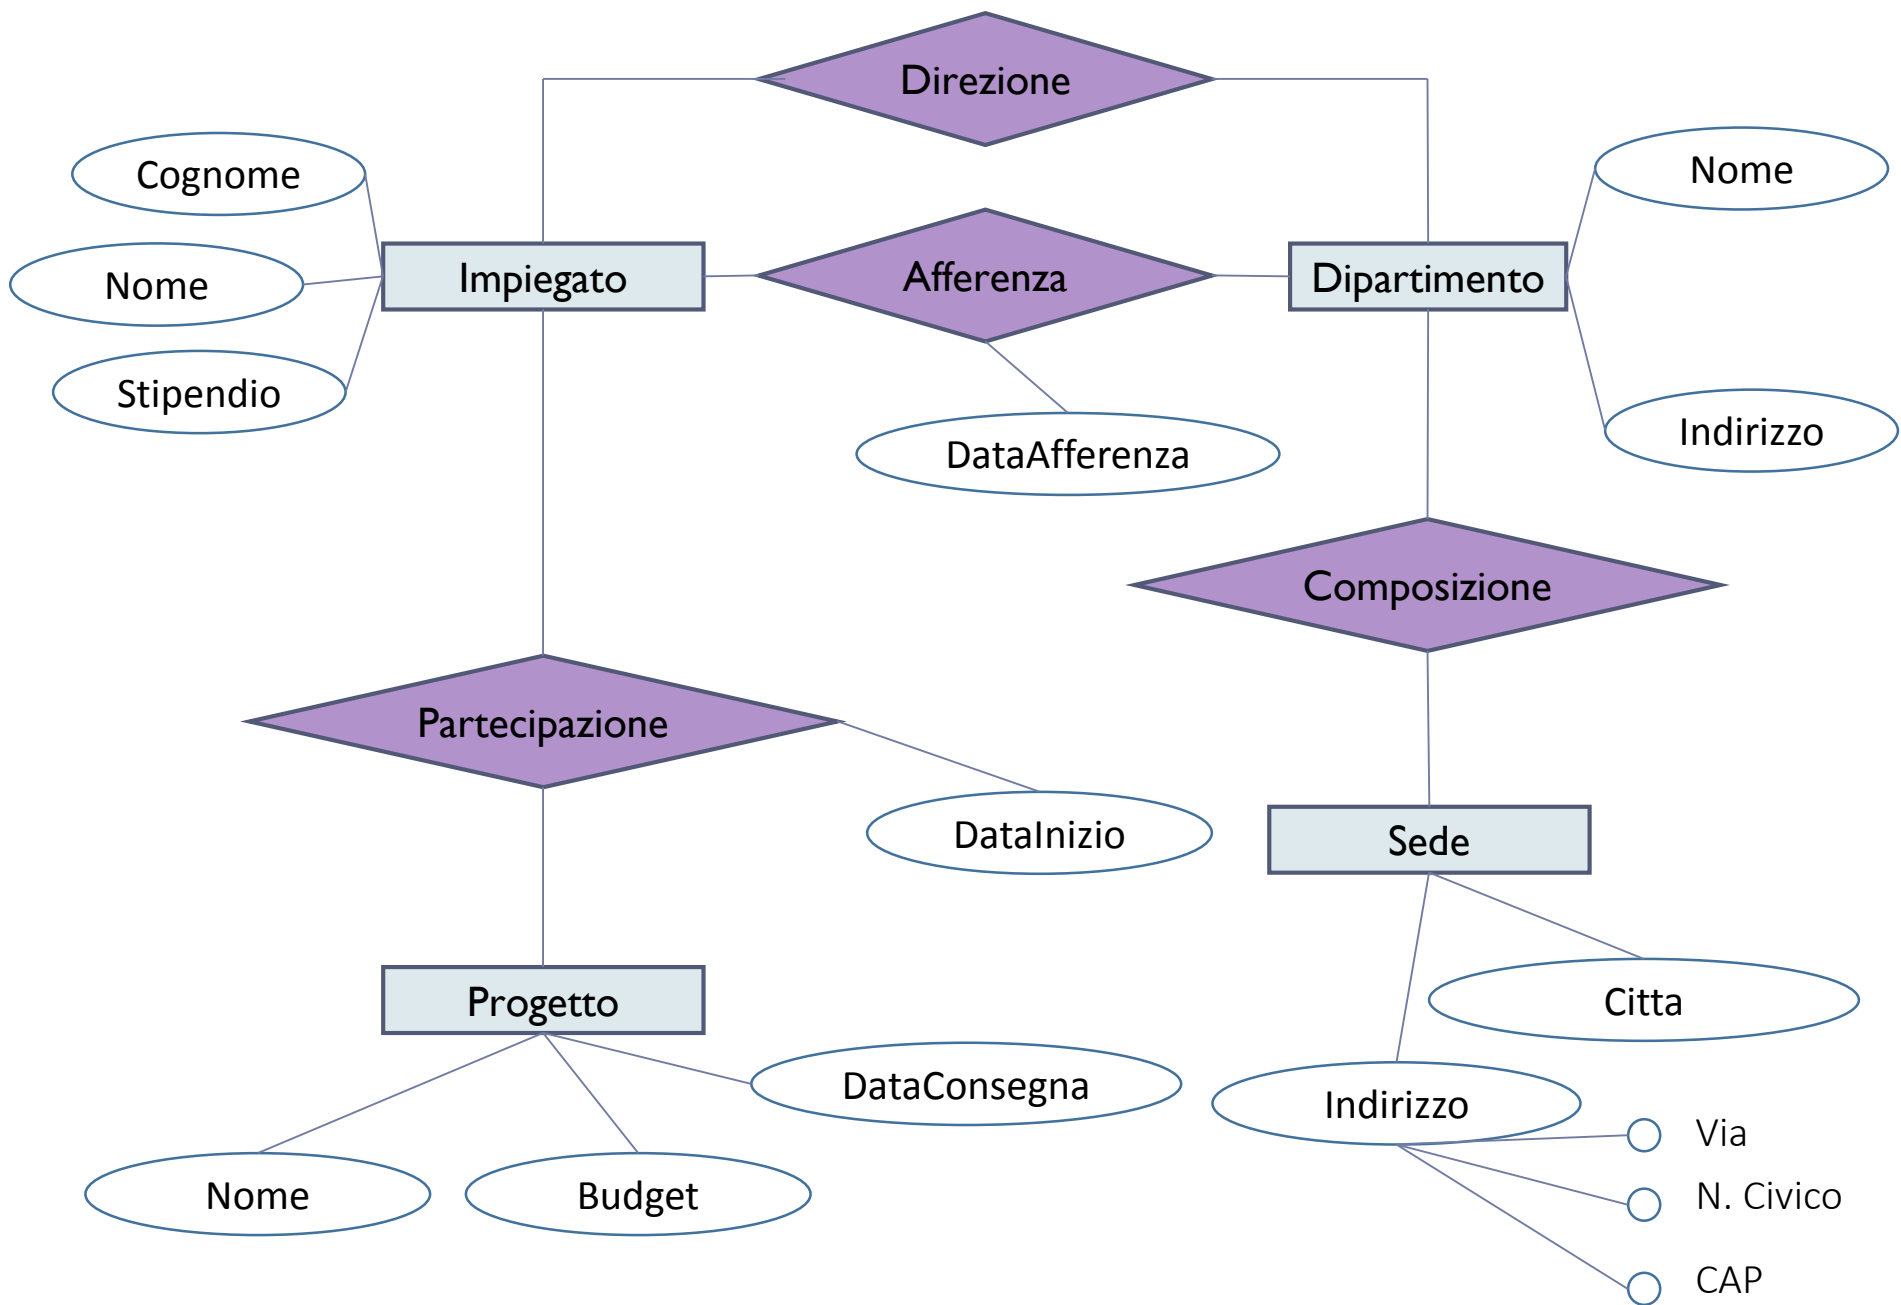 Direzione
Cognome
Nome
Nome
Impiegato
Afferenza
Dipartimento
Stipendio
DataAfferenza
Indirizzo
Composizione
Partecipazione
DataInizio
Sede
Progetto
Citta
DataConsegna
Indirizzo
Via
Nome
Budget
N. Civico
CAP